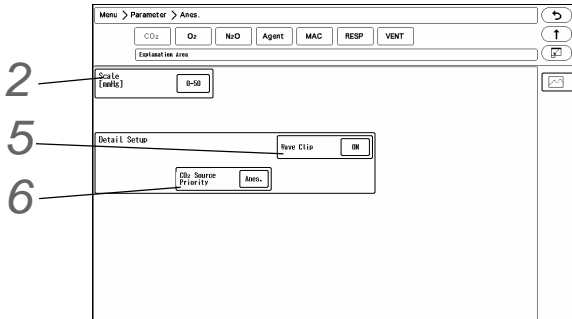 Menu > Parameter > Anes.
CO₂ O₂ N₂O Agent MAC RESP VENT
Explanation Area
2
Scale [mmHg] 0-50
5
Detail Setup
Wave Clip ON
6
CO₂ Source Priority Anes.